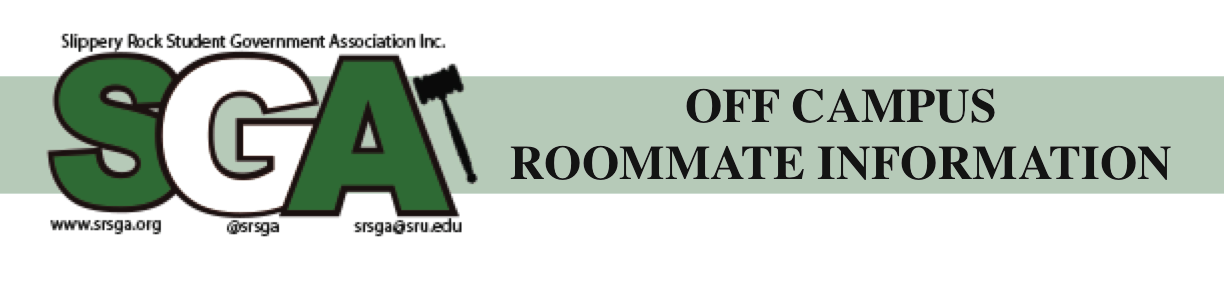 Slippery Rock Student Government Association Inc.
SGA
www.srsga.org @srsga srsga@sru.edu
OFF CAMPUS
ROOMMATE INFORMATION